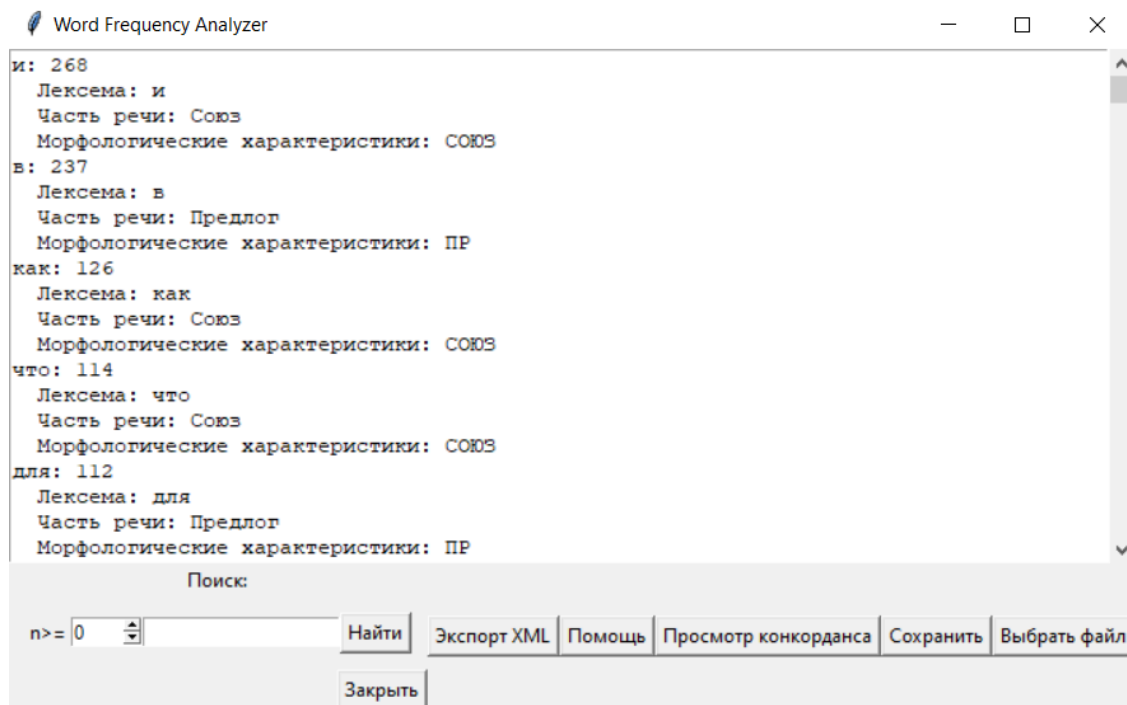 Word Frequency Analyzer
и: 268
Лексема: и
Часть речи: Союз
Морфологические характеристики: СОЮЗ
в: 237
Лексема: в
Часть речи: Предлог
Морфологические характеристики: ПР
как: 126
Лексема: как
Часть речи: Союз
Морфологические характеристики: СОЮЗ
что: 114
Лексема: что
Часть речи: Союз
Морфологические характеристики: СОЮЗ
для: 112
Лексема: для
Часть речи: Предлог
Морфологические характеристики: ПР
Поиск:
n>= 0 Найти Экспорт XML Помощь Просмотр конкорданса Сохранить Выбрать файл
Закрыть